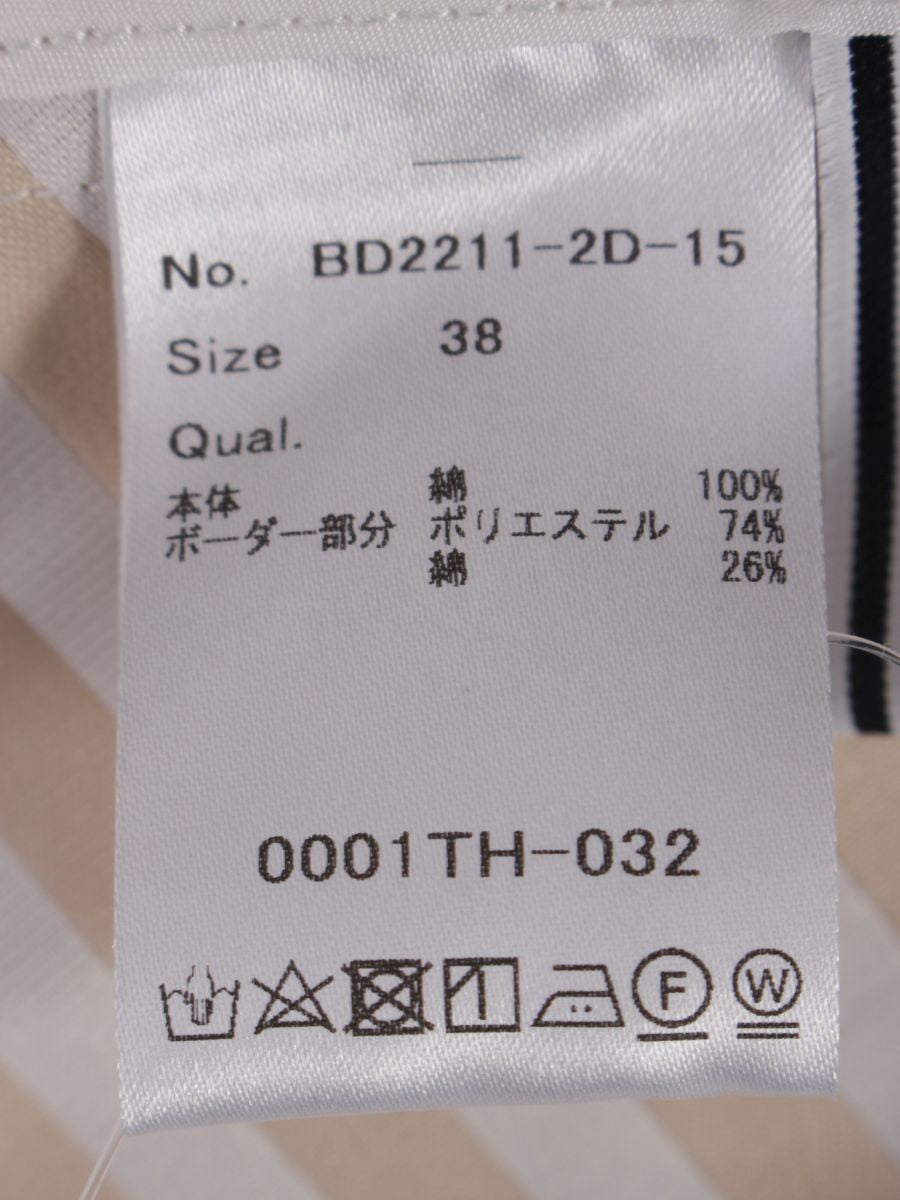 No. BD2211-2D-15
Size 38
Qual.
本体 綿 100%
ボーダー部分 ポリエステル 74%
綿 26%
0001TH-032
F W